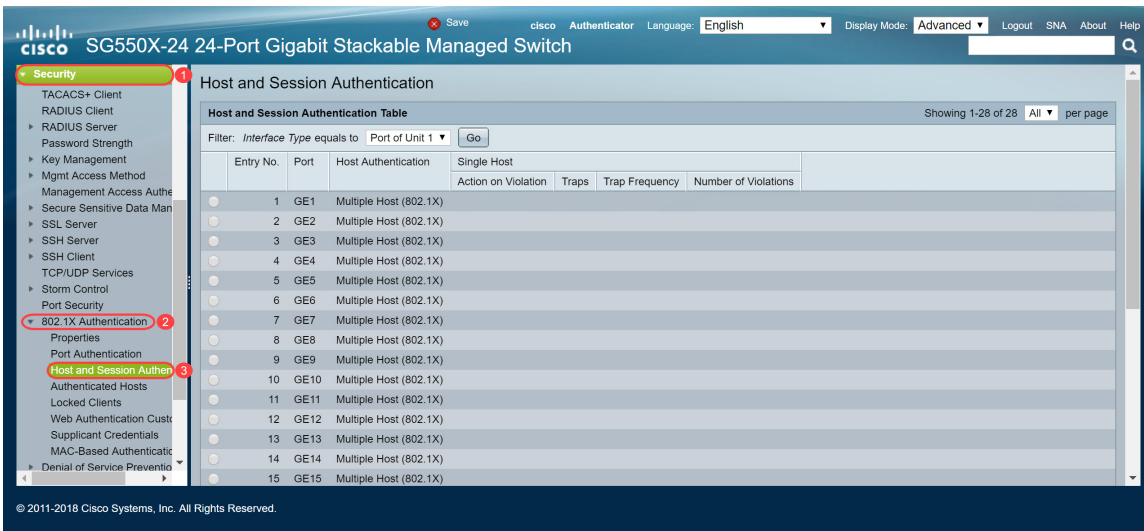 Save cisco Authenticator Language: English Display Mode: Advanced Logout SNA About Help
CISCO SG550X-24 24-Port Gigabit Stackable Managed Switch
Security 1
TACACS+ Client
RADIUS Client
RADIUS Server
Password Strength
Key Management
Mgmt Access Method
Management Access Authe
Secure Sensitive Data Man
SSL Server
SSH Server
SSH Client
TCP/UDP Services
Storm Control
Port Security
802.1X Authentication 2
Properties
Port Authentication
Host and Session Authen 3
Authenticated Hosts
Locked Clients
Web Authentication Custo
Supplicant Credentials
MAC-Based Authenticatic
Denial of Service Preventio
Host and Session Authentication
Host and Session Authentication Table Showing 1-28 of 28 All per page
Filter: Interface Type equals to Port of Unit 1 Go
Entry No. Port Host Authentication Single Host
Action on Violation Traps Trap Frequency Number of Violations
1 GE1 Multiple Host (802.1X)
2 GE2 Multiple Host (802.1X)
3 GE3 Multiple Host (802.1X)
4 GE4 Multiple Host (802.1X)
5 GE5 Multiple Host (802.1X)
6 GE6 Multiple Host (802.1X)
7 GE7 Multiple Host (802.1X)
8 GE8 Multiple Host (802.1X)
9 GE9 Multiple Host (802.1X)
10 GE10 Multiple Host (802.1X)
11 GE11 Multiple Host (802.1X)
12 GE12 Multiple Host (802.1X)
13 GE13 Multiple Host (802.1X)
14 GE14 Multiple Host (802.1X)
15 GE15 Multiple Host (802.1X)
© 2011-2018 Cisco Systems, Inc. All Rights Reserved.